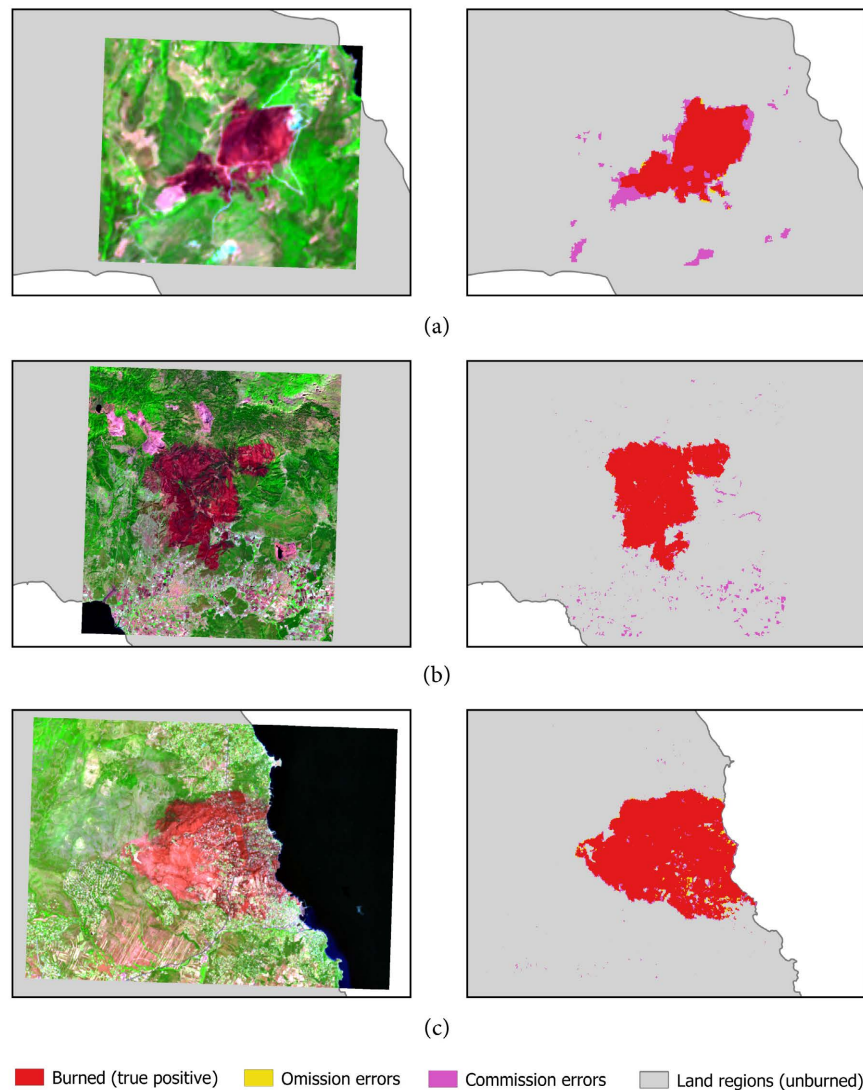 (a)
(b)
(c)
Burned (true positive) Omission errors Commission errors Land regions (unburned)